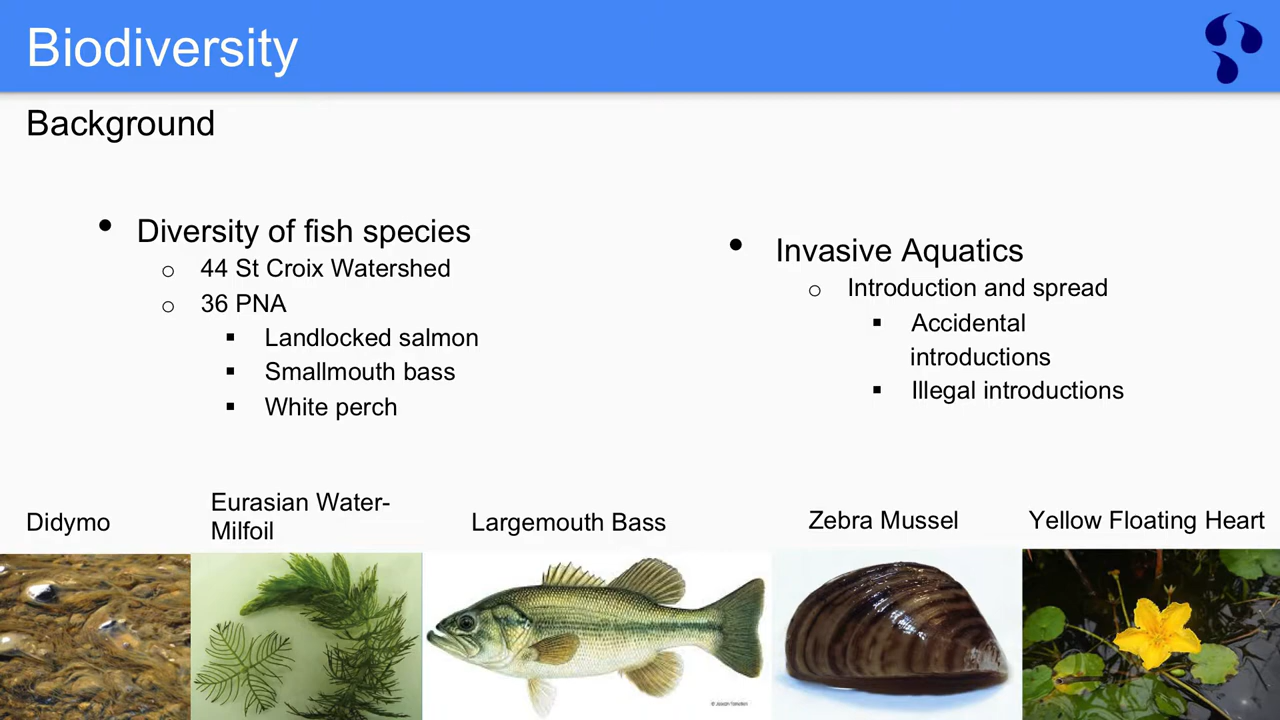 Biodiversity
Background
• Diversity of fish species
o 44 St Croix Watershed
o 36 PNA
▪ Landlocked salmon
▪ Smallmouth bass
▪ White perch
• Invasive Aquatics
o Introduction and spread
▪ Accidental
introductions
▪ Illegal introductions
Didymo
Eurasian Water-
Milfoil
Largemouth Bass
Zebra Mussel
Yellow Floating Heart